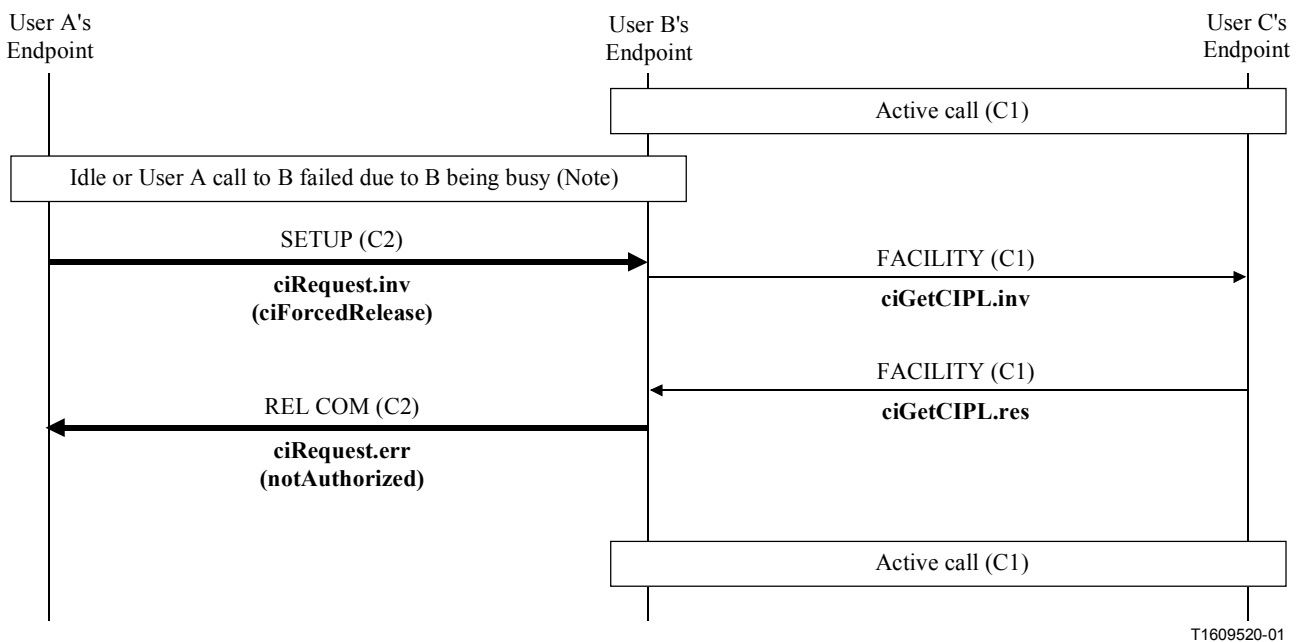 User A's
Endpoint
User B's
Endpoint
User C's
Endpoint
Active call (C1)
Idle or User A call to B failed due to B being busy (Note)
SETUP (C2)
ciRequest.inv
(ciForcedRelease)
FACILITY (C1)
ciGetCIPL.inv
FACILITY (C1)
ciGetCIPL.res
REL COM (C2)
ciRequest.err
(notAuthorized)
Active call (C1)
T1609520-01